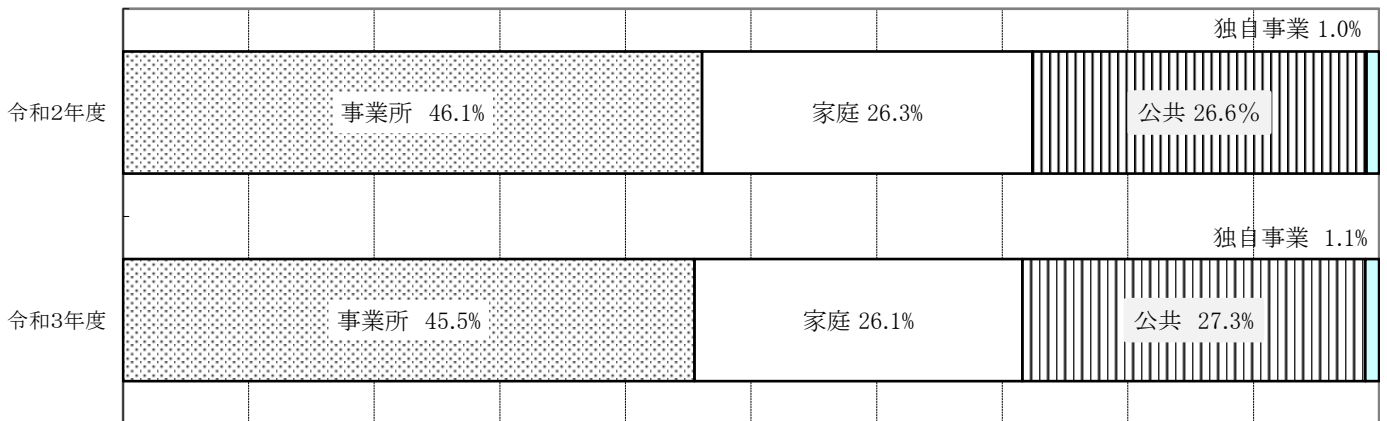 独自事業 1.0%
令和2年度
事業所 46.1%
家庭 26.3%
公共 26.6%
独自事業 1.1%
令和3年度
事業所 45.5%
家庭 26.1%
公共 27.3%